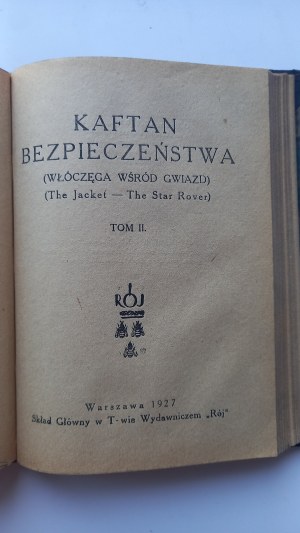 KAFTAN
BEZPIECZEŃSTWA
(WŁÓCZĘGA WŚRÓD GWIAZD)
(The Jacket — The Star Rover)
TOM II.
RÓJ
Warszawa 1927
Skład Główny w T-wie Wydawniczem „Rój"